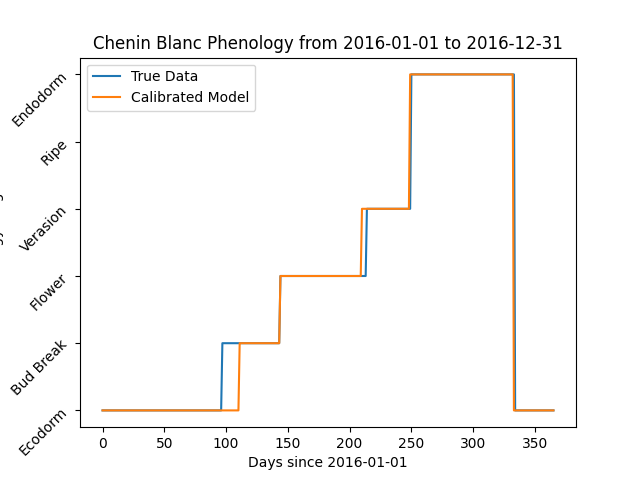 Chenin Blanc Phenology from 2016-01-01 to 2016-12-31
True Data
Calibrated Model
Endodorm
Ripe
Verasion
Flower
Bud Break
Ecodorm
0 50 100 150 200 250 300 350
Days since 2016-01-01